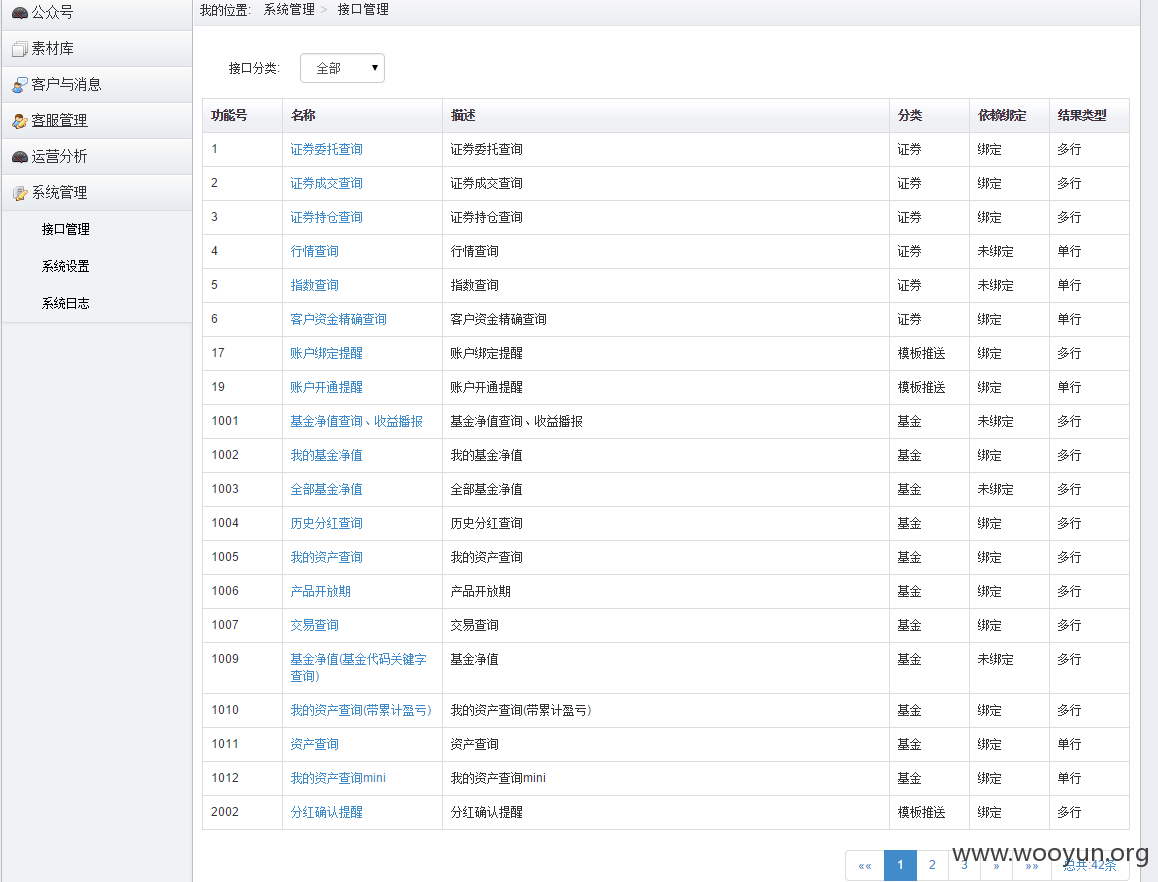 公众号
素材库
客户与消息
客服管理
运营分析
系统管理
接口管理
系统设置
系统日志
我的位置: 系统管理 > 接口管理
接口分类: 全部
功能号 名称 描述 分类 依赖绑定 结果类型
1 证券委托查询 证券委托查询 证券 绑定 多行
2 证券成交查询 证券成交查询 证券 绑定 多行
3 证券持仓查询 证券持仓查询 证券 绑定 多行
4 行情查询 行情查询 证券 未绑定 单行
5 指数查询 指数查询 证券 未绑定 单行
6 客户资金精确查询 客户资金精确查询 证券 绑定 单行
17 账户绑定提醒 账户绑定提醒 模板推送 绑定 多行
19 账户开通提醒 账户开通提醒 模板推送 绑定 单行
1001 基金净值查询、收益播报 基金净值查询、收益播报 基金 未绑定 多行
1002 我的基金净值 我的基金净值 基金 绑定 多行
1003 全部基金净值 全部基金净值 基金 未绑定 多行
1004 历史分红查询 历史分红查询 基金 绑定 多行
1005 我的资产查询 我的资产查询 基金 绑定 多行
1006 产品开放期 产品开放期 基金 绑定 多行
1007 交易查询 交易查询 基金 绑定 多行
1009 基金净值(基金代码关键字 基金净值 基金 未绑定 多行
查询)
1010 我的资产查询(带累计盈亏) 我的资产查询(带累计盈亏) 基金 绑定 多行
1011 资产查询 资产查询 基金 绑定 单行
1012 我的资产查询mini 我的资产查询mini 基金 绑定 单行
2002 分红确认提醒 分红确认提醒 模板推送 绑定 多行
«« 1 2 3 » »» 总共:42条
www.wooyun.org